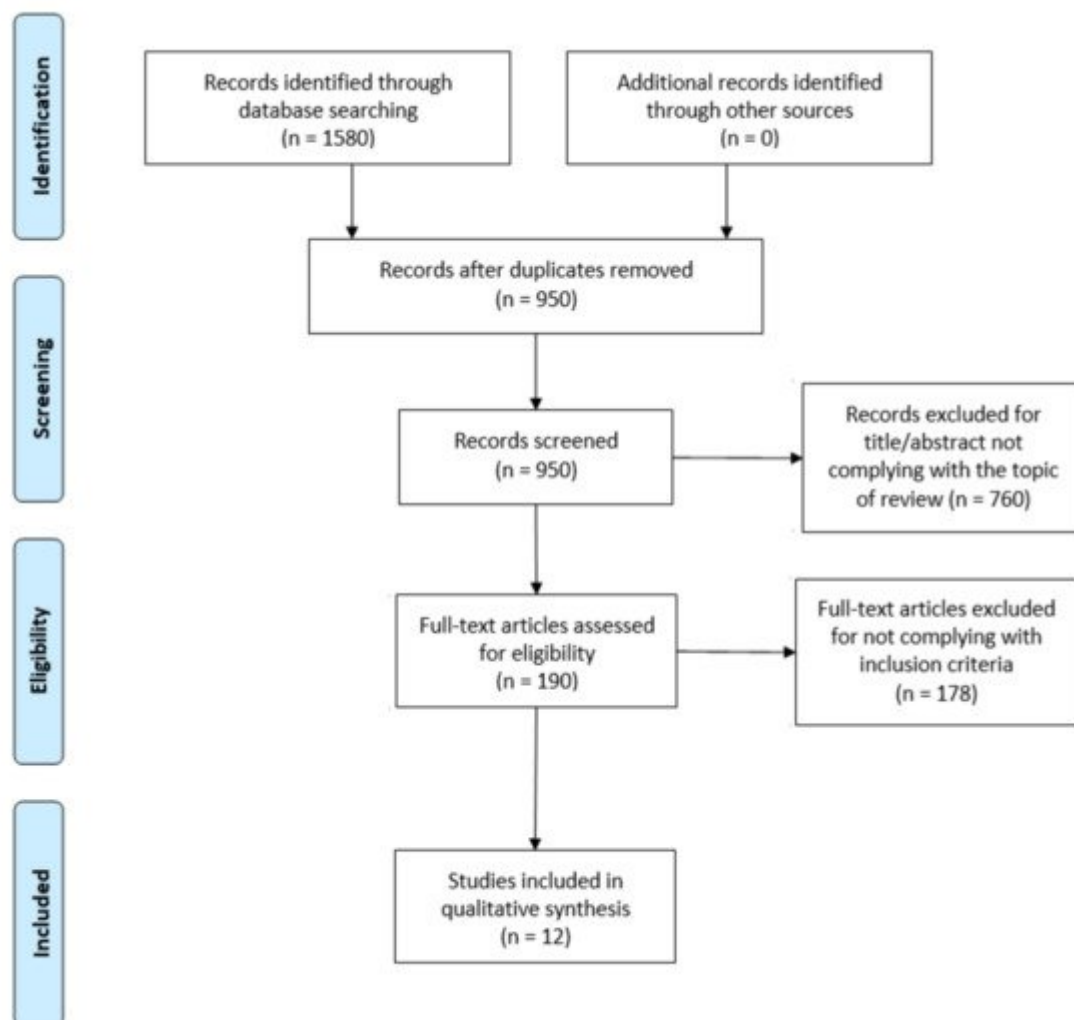 Identification
Records identified through
database searching
(n = 1580)
Additional records identified
through other sources
(n = 0)
Records after duplicates removed
(n = 950)
Screening
Records screened
(n = 950)
Records excluded for
title/abstract not
complying with the topic
of review (n = 760)
Eligibility
Full-text articles assessed
for eligibility
(n = 190)
Full-text articles excluded
for not complying with
inclusion criteria
(n = 178)
Included
Studies included in
qualitative synthesis
(n = 12)